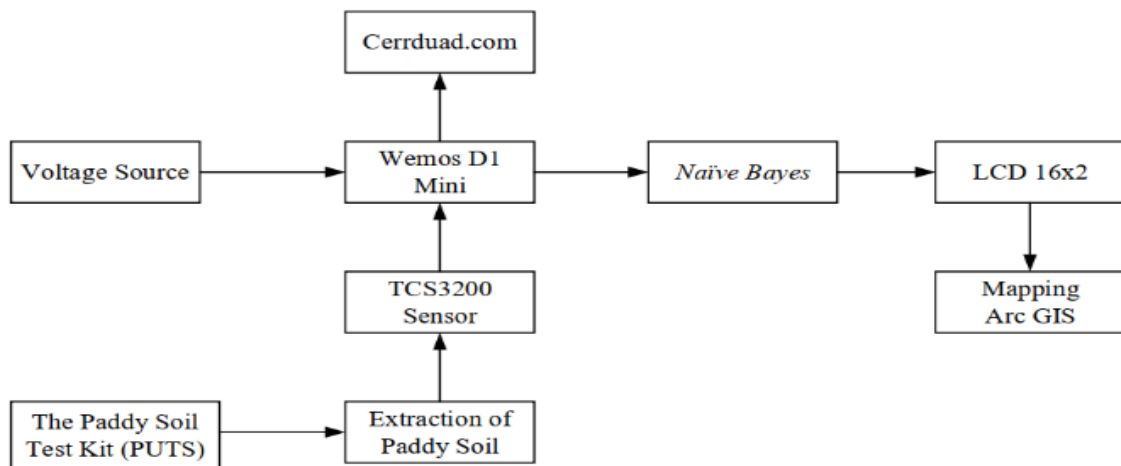 Cerrduad.com
Voltage Source
Wemos D1
Mini
Naïve Bayes
LCD 16x2
TCS3200
Sensor
Mapping
Arc GIS
The Paddy Soil
Test Kit (PUTS)
Extraction of
Paddy Soil